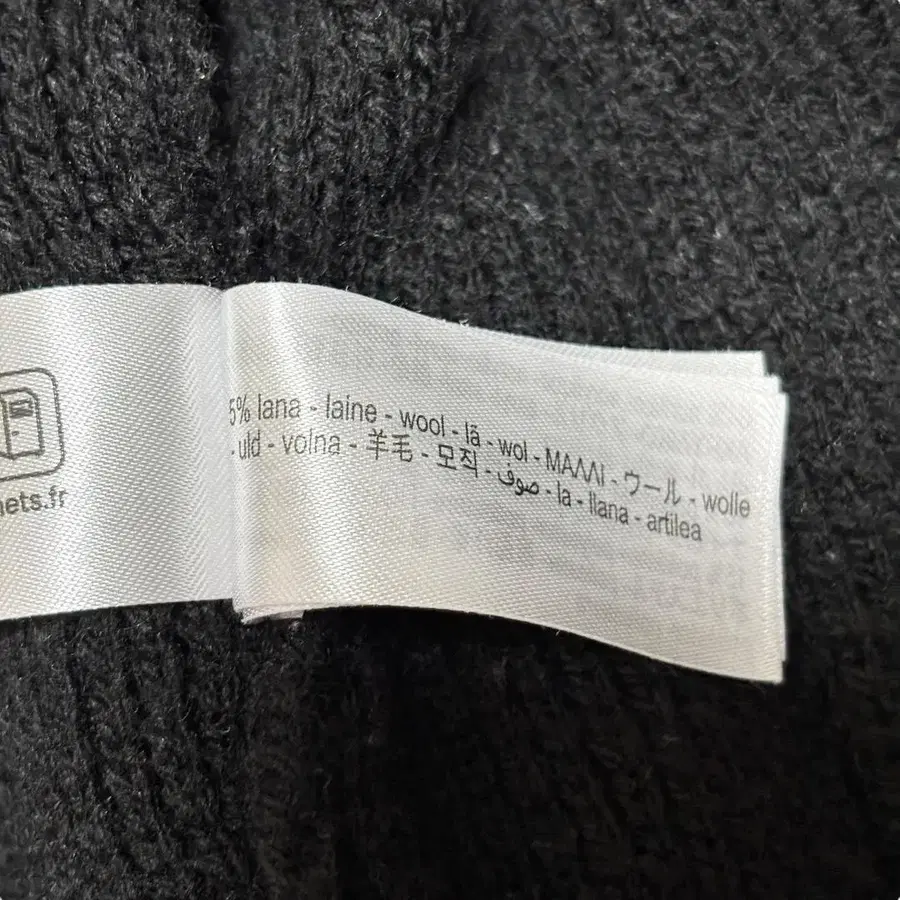 5% lana - laine - wool - lã - wol - ΜΑΛΛΙ - ウール - wolle
- uld - volna - 羊毛 - 모직 - صوف - la - llana - artilea
nets.fr